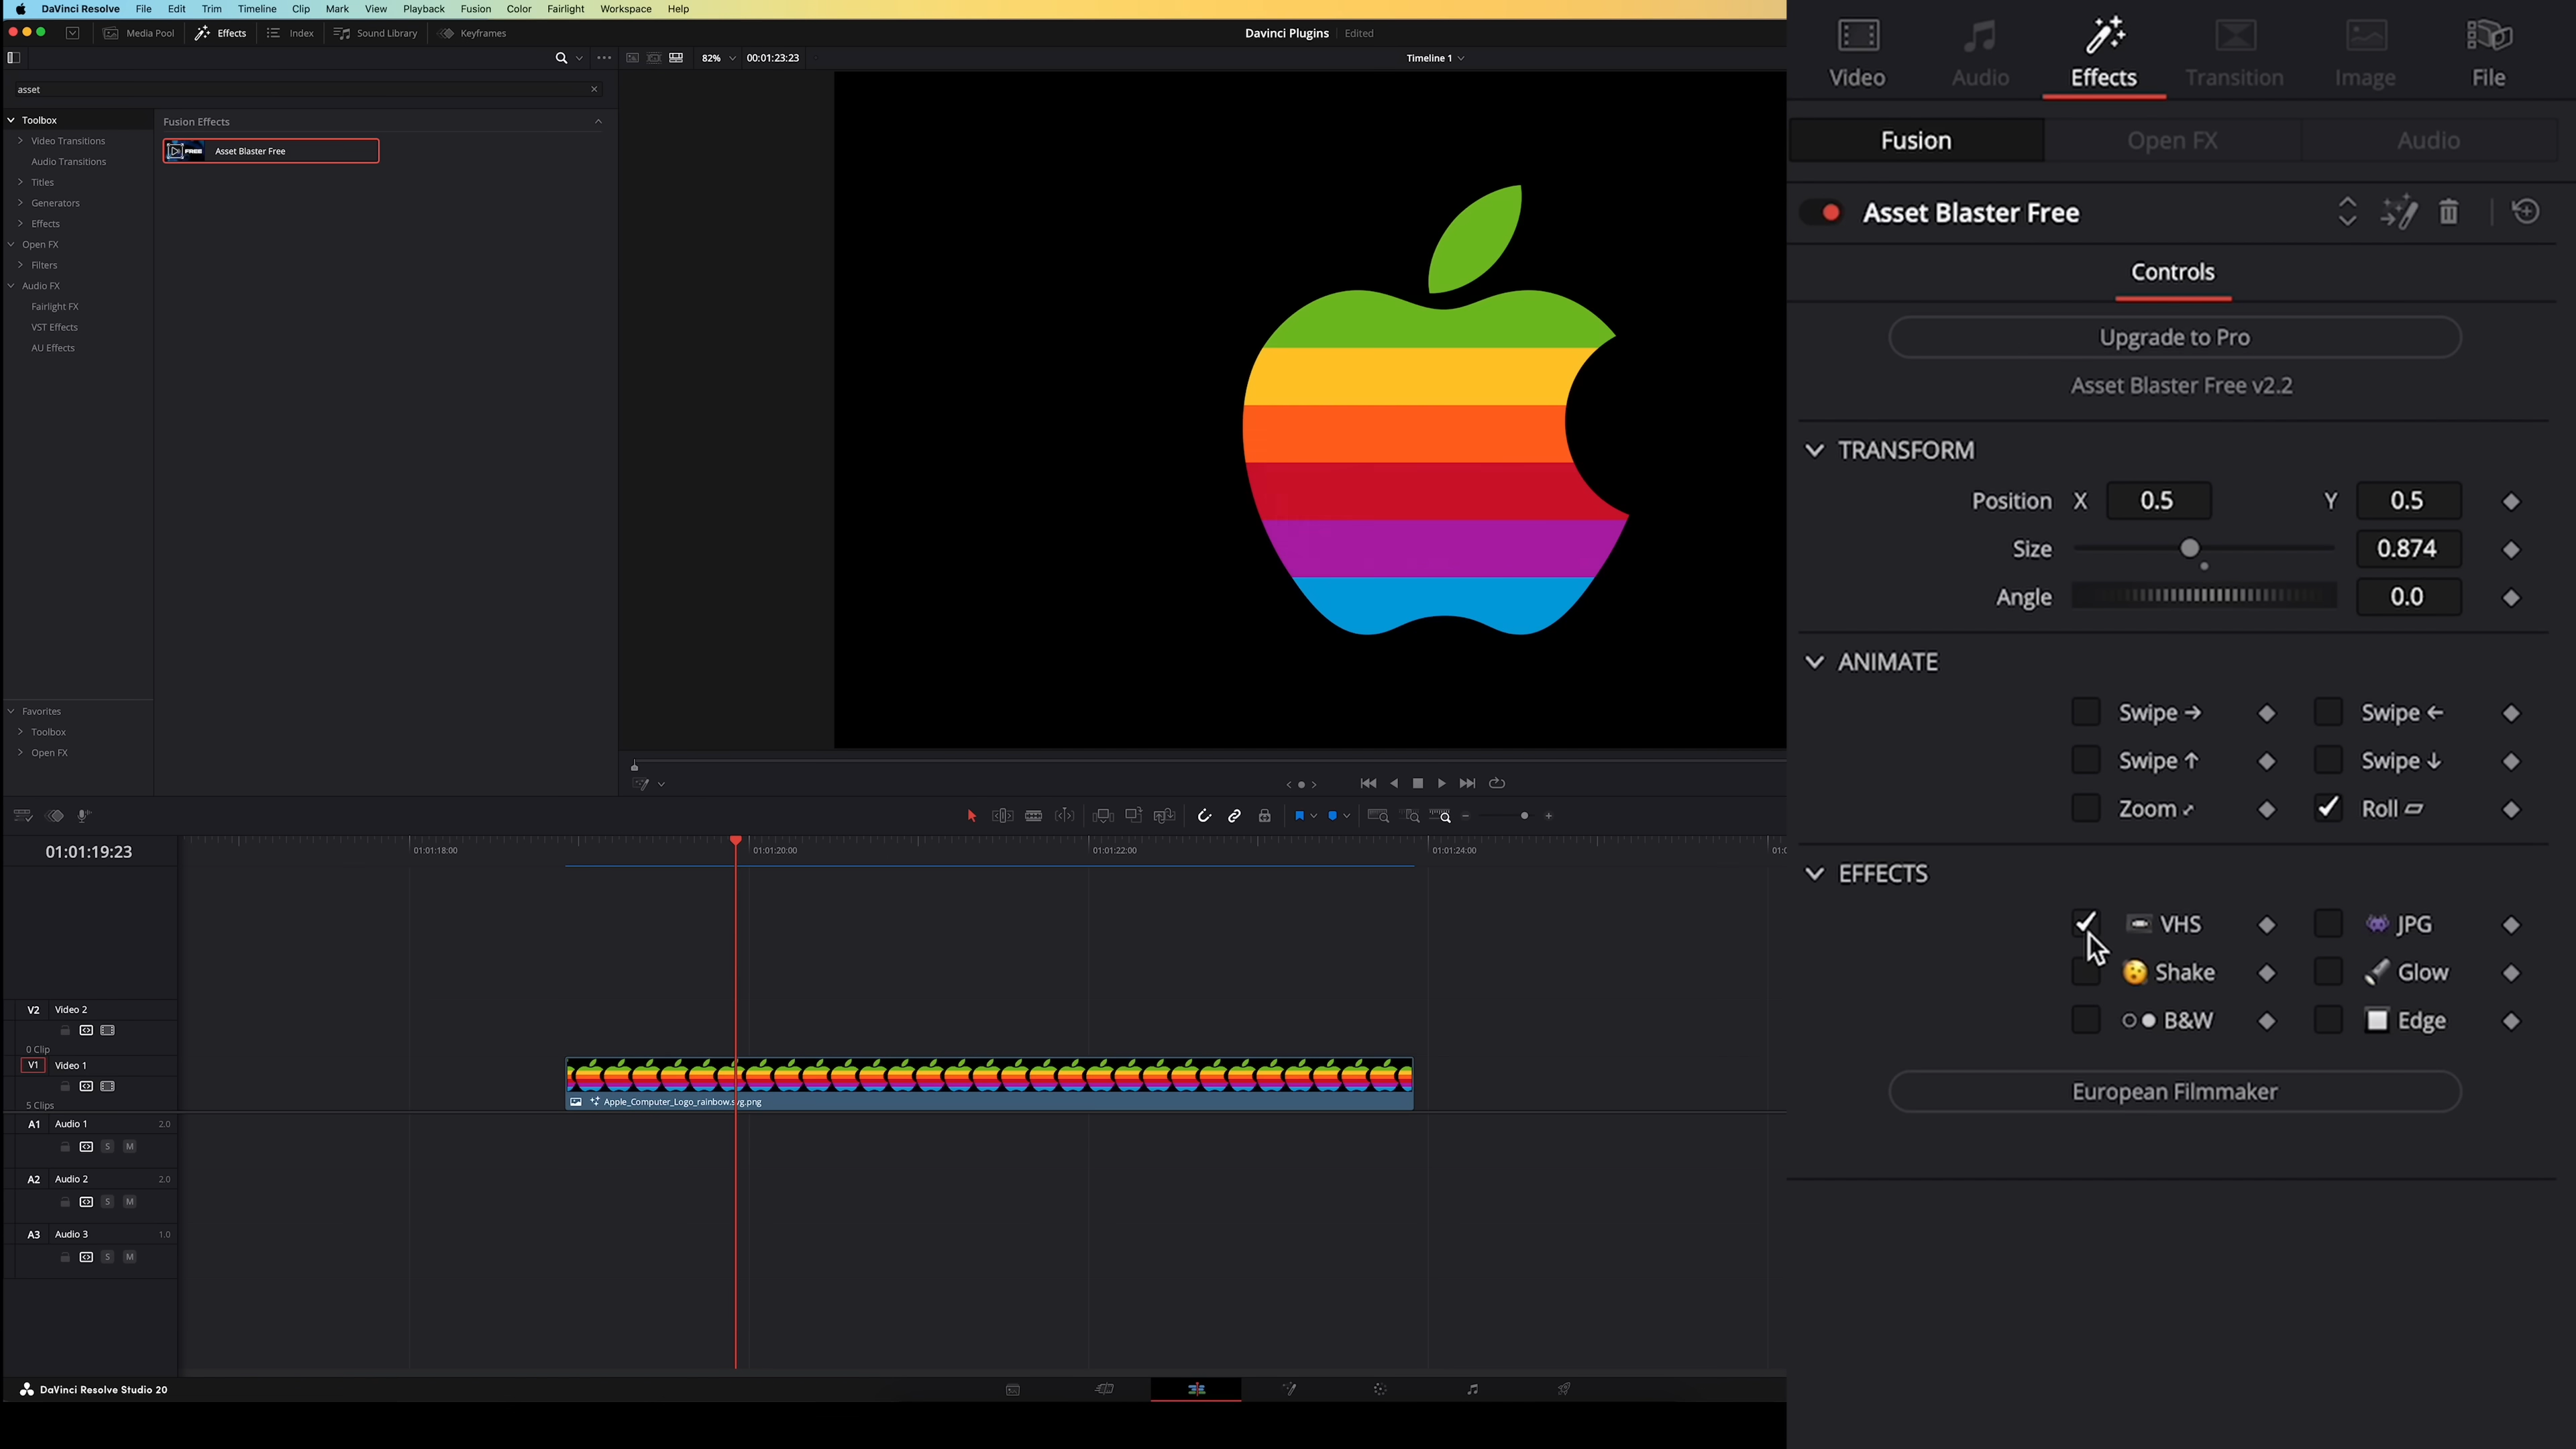 DaVinci Resolve File Edit Trim Timeline Clip Mark View Playback Fusion Color Fairlight Workspace Help
Media Pool Effects Index Sound Library Keyframes
Davinci Plugins Edited
82% 00:01:23:23 Timeline 1
asset
Toolbox
Video Transitions
Audio Transitions
Titles
Generators
Effects
Open FX
Filters
Audio FX
Fairlight FX
VST Effects
AU Effects
Favorites
Toolbox
Open FX
Fusion Effects
FREE Asset Blaster Free
Video Audio Effects Transition Image File
Fusion Open FX Audio
Asset Blaster Free
Controls
Upgrade to Pro
Asset Blaster Free v2.2
TRANSFORM
Position X 0.5 Y 0.5
Size 0.874
Angle 0.0
ANIMATE
Swipe → Swipe ←
Swipe ↑ Swipe ↓
Zoom Roll
EFFECTS
VHS JPG
Shake Glow
B&W Edge
European Filmmaker
01:01:19:23
01:01:18:00 01:01:20:00 01:01:22:00 01:01:24:00
V2 Video 2
0 Clip
V1 Video 1
5 Clips
Apple_Computer_Logo_rainbow.svg.png
A1 Audio 1 2.0
S M
A2 Audio 2 2.0
S M
A3 Audio 3 1.0
S M
DaVinci Resolve Studio 20